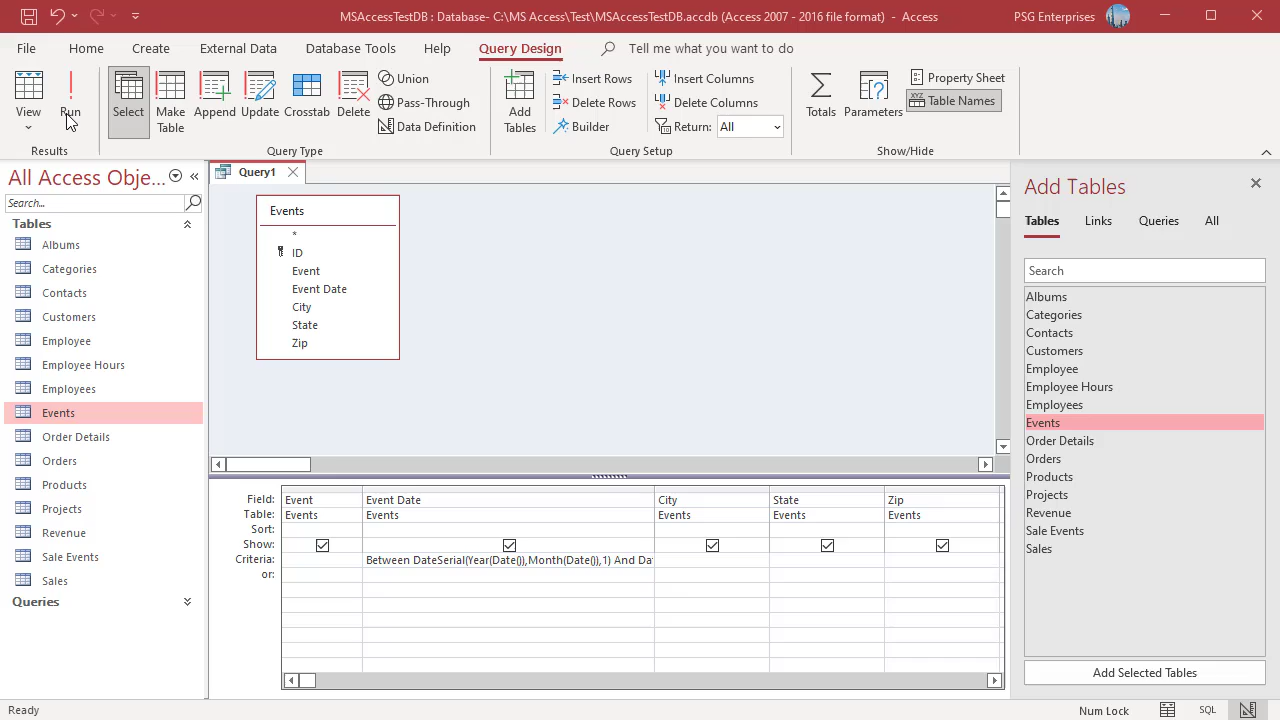 MSAccessTestDB : Database- C:\MS Access\Test\MSAccessTestDB.accdb (Access 2007 - 2016 file format) - Access
PSG Enterprises
File Home Create External Data Database Tools Help Query Design Tell me what you want to do
View
Run
Results
Select
Make Table
Append
Update
Crosstab
Delete
Union
Pass-Through
Data Definition
Query Type
Add Tables
Insert Rows
Delete Rows
Builder
Insert Columns
Delete Columns
Return: All
Query Setup
Totals
Parameters
Property Sheet
XYZ Table Names
Show/Hide
All Access Obje...
Search...
Tables
Albums
Categories
Contacts
Customers
Employee
Employee Hours
Employees
Events
Order Details
Orders
Products
Projects
Revenue
Sale Events
Sales
Queries
Query1
Events
*
ID
Event
Event Date
City
State
Zip
Field: Event Event Date City State Zip
Table: Events Events Events Events Events
Sort:
Show:
Criteria: Between DateSerial(Year(Date()),Month(Date()),1) And Da
or:
Add Tables
Tables Links Queries All
Search
Albums
Categories
Contacts
Customers
Employee
Employee Hours
Employees
Events
Order Details
Orders
Products
Projects
Revenue
Sale Events
Sales
Add Selected Tables
Ready
Num Lock
SQL